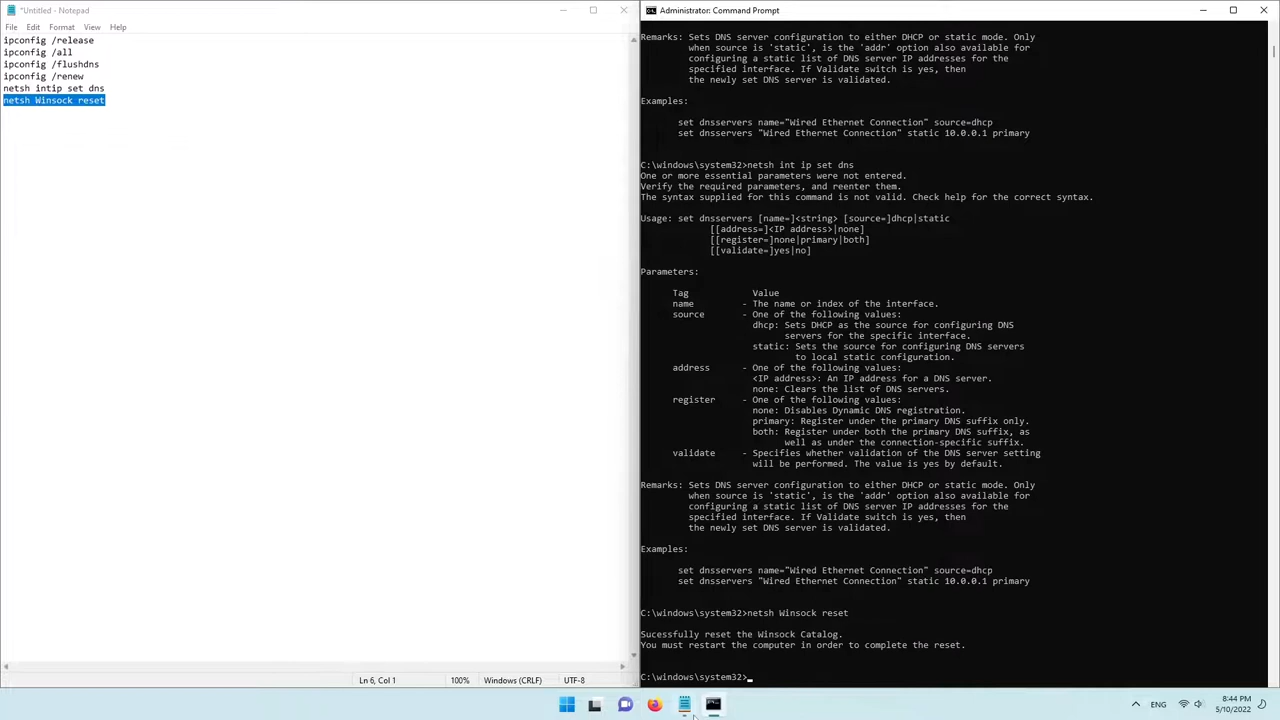 *Untitled - Notepad
File Edit Format View Help
ipconfig /release
ipconfig /all
ipconfig /flushdns
ipconfig /renew
netsh intip set dns
netsh Winsock reset
Ln 6, Col 1 100% Windows (CRLF) UTF-8
Administrator: Command Prompt
Remarks: Sets DNS server configuration to either DHCP or static mode. Only
when source is 'static', is the 'addr' option also available for
configuring a static list of DNS server IP addresses for the
specified interface. If Validate switch is yes, then
the newly set DNS server is validated.
Examples:
set dnsservers name="Wired Ethernet Connection" source=dhcp
set dnsservers "Wired Ethernet Connection" static 10.0.0.1 primary
C:\windows\system32>netsh int ip set dns
One or more essential parameters were not entered.
Verify the required parameters, and reenter them.
The syntax supplied for this command is not valid. Check help for the correct syntax.
Usage: set dnsservers [name=]<string> [source=]dhcp|static
[[address=]<IP address>|none]
[[register=]none|primary|both]
[[validate=]yes|no]
Parameters:
Tag Value
name - The name or index of the interface.
source - One of the following values:
dhcp: Sets DHCP as the source for configuring DNS
servers for the specific interface.
static: Sets the source for configuring DNS servers
to local static configuration.
address - One of the following values:
<IP address>: An IP address for a DNS server.
none: Clears the list of DNS servers.
register - One of the following values:
none: Disables Dynamic DNS registration.
primary: Register under the primary DNS suffix only.
both: Register under both the primary DNS suffix, as
well as under the connection-specific suffix.
validate - Specifies whether validation of the DNS server setting
will be performed. The value is yes by default.
Remarks: Sets DNS server configuration to either DHCP or static mode. Only
when source is 'static', is the 'addr' option also available for
configuring a static list of DNS server IP addresses for the
specified interface. If Validate switch is yes, then
the newly set DNS server is validated.
Examples:
set dnsservers name="Wired Ethernet Connection" source=dhcp
set dnsservers "Wired Ethernet Connection" static 10.0.0.1 primary
C:\windows\system32>netsh Winsock reset
Sucessfully reset the Winsock Catalog.
You must restart the computer in order to complete the reset.
C:\windows\system32>
ENG
8:44 PM
5/10/2022